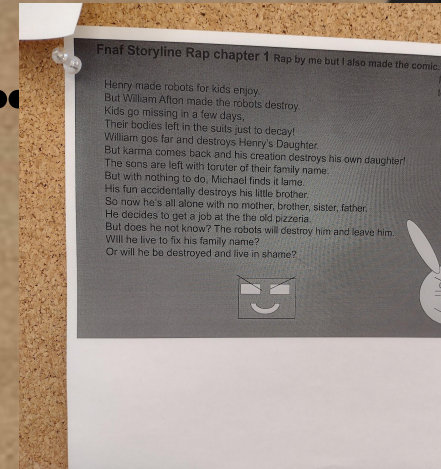 Fnaf Storyline Rap chapter 1 Rap by me but I also made the comic.
Henry made robots for kids enjoy.
But William Afton made the robots destroy
Kids go missing in a few days,
Their bodies left in the suits just to decay!
William gos far and destroys Henry's Daughter.
But karma comes back and his creation destroys his own daughter!
The sons are left with toruter of their family name.
But with nothing to do, Michael finds it lame.
His fun accidentally destroys his little brother.
So now he's all alone with no mother, brother, sister, father.
He decides to get a job at the the old pizzeria.
But does he not know? The robots will destroy him and leave him.
Will he live to fix his family name?
Or will he be destroyed and live in shame?